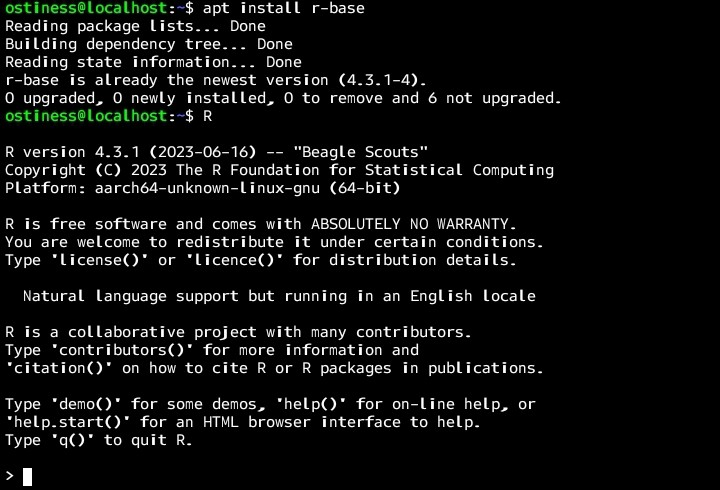 ostiness@localhost:~$ apt install r-base
Reading package lists... Done
Building dependency tree... Done
Reading state information... Done
r-base is already the newest version (4.3.1-4).
0 upgraded, 0 newly installed, 0 to remove and 6 not upgraded.
ostiness@localhost:~$ R

R version 4.3.1 (2023-06-16) -- "Beagle Scouts"
Copyright (C) 2023 The R Foundation for Statistical Computing
Platform: aarch64-unknown-linux-gnu (64-bit)

R is free software and comes with ABSOLUTELY NO WARRANTY.
You are welcome to redistribute it under certain conditions.
Type 'license()' or 'licence()' for distribution details.

  Natural language support but running in an English locale

R is a collaborative project with many contributors.
Type 'contributors()' for more information and
'citation()' on how to cite R or R packages in publications.

Type 'demo()' for some demos, 'help()' for on-line help, or
'help.start()' for an HTML browser interface to help.
Type 'q()' to quit R.

>